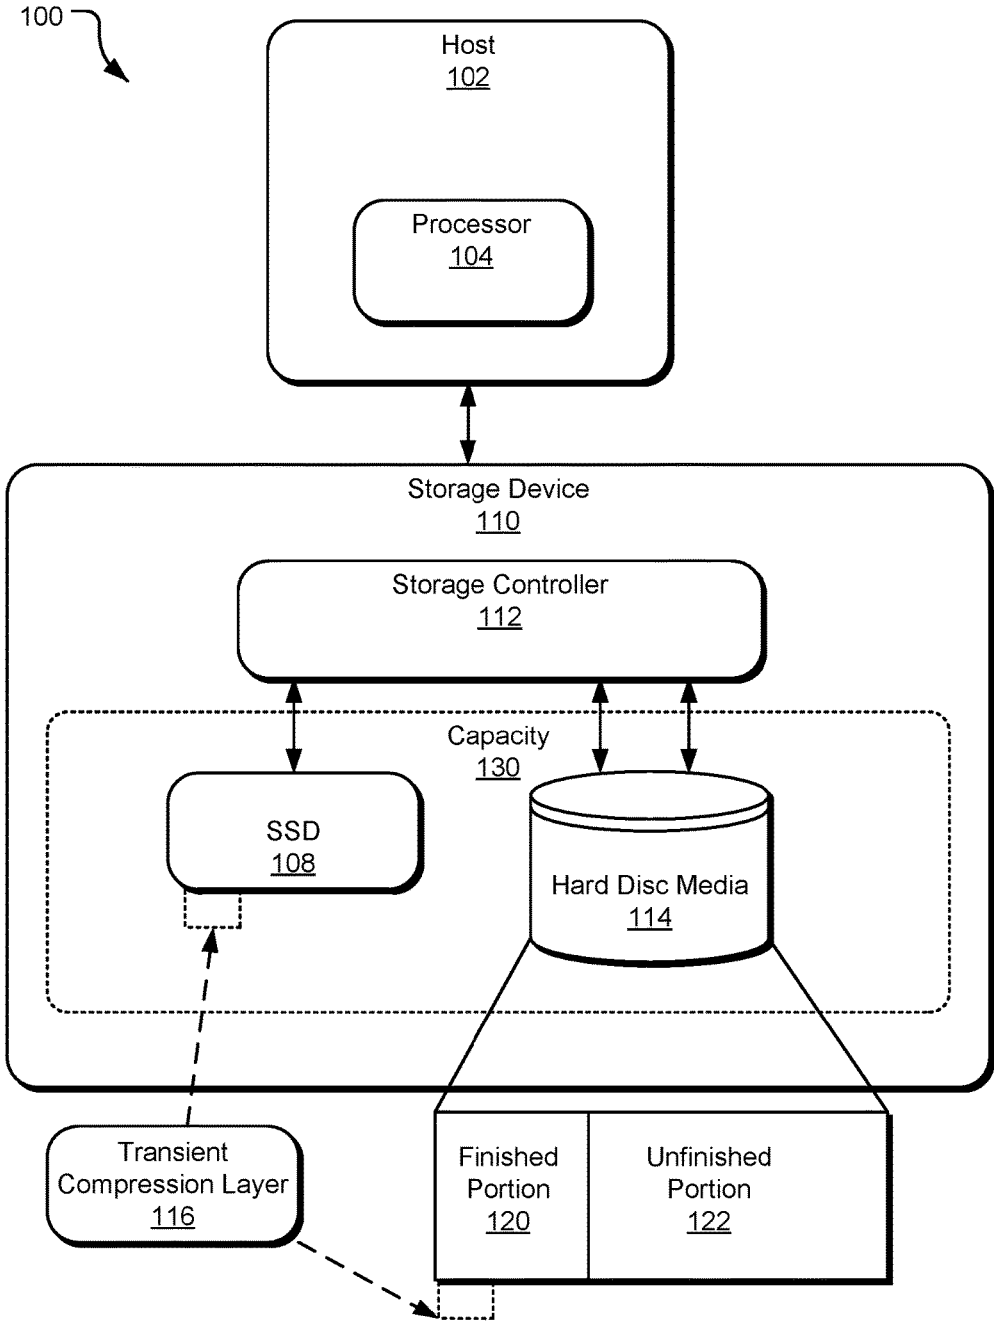 100
Host
102
Processor
104
Storage Device
110
Storage Controller
112
Capacity
130
SSD
108
Hard Disc Media
114
Transient
Compression Layer
116
Finished
Portion
120
Unfinished
Portion
122